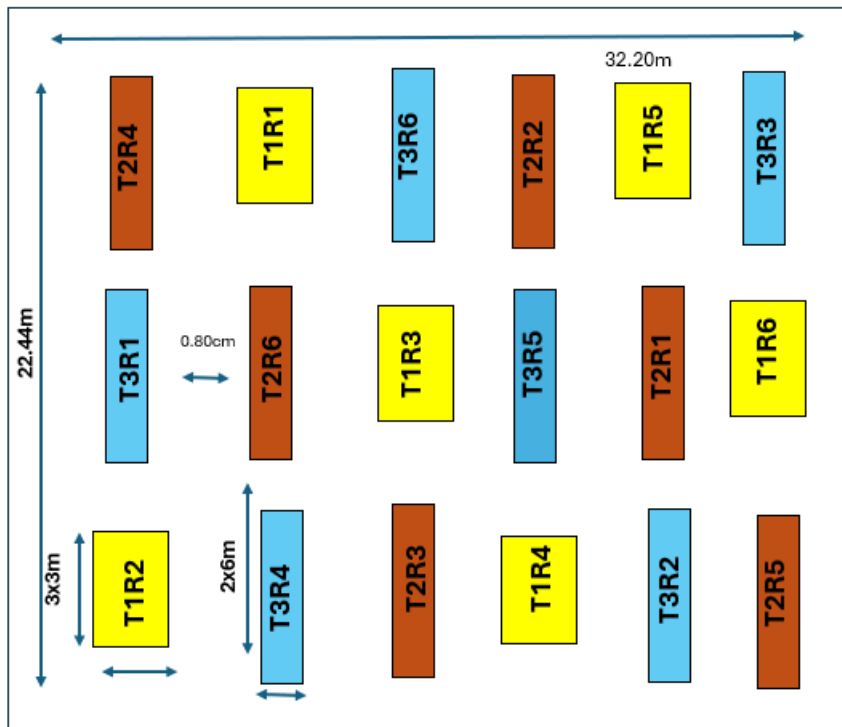 32.20m
T2R4
T1R1
T3R6
T2R2
T1R5
T3R3
22.44m
T3R1
0.80cm
T2R6
T1R3
T3R5
T2R1
T1R6
3x3m
T1R2
2x6m
T3R4
T2R3
T1R4
T3R2
T2R5